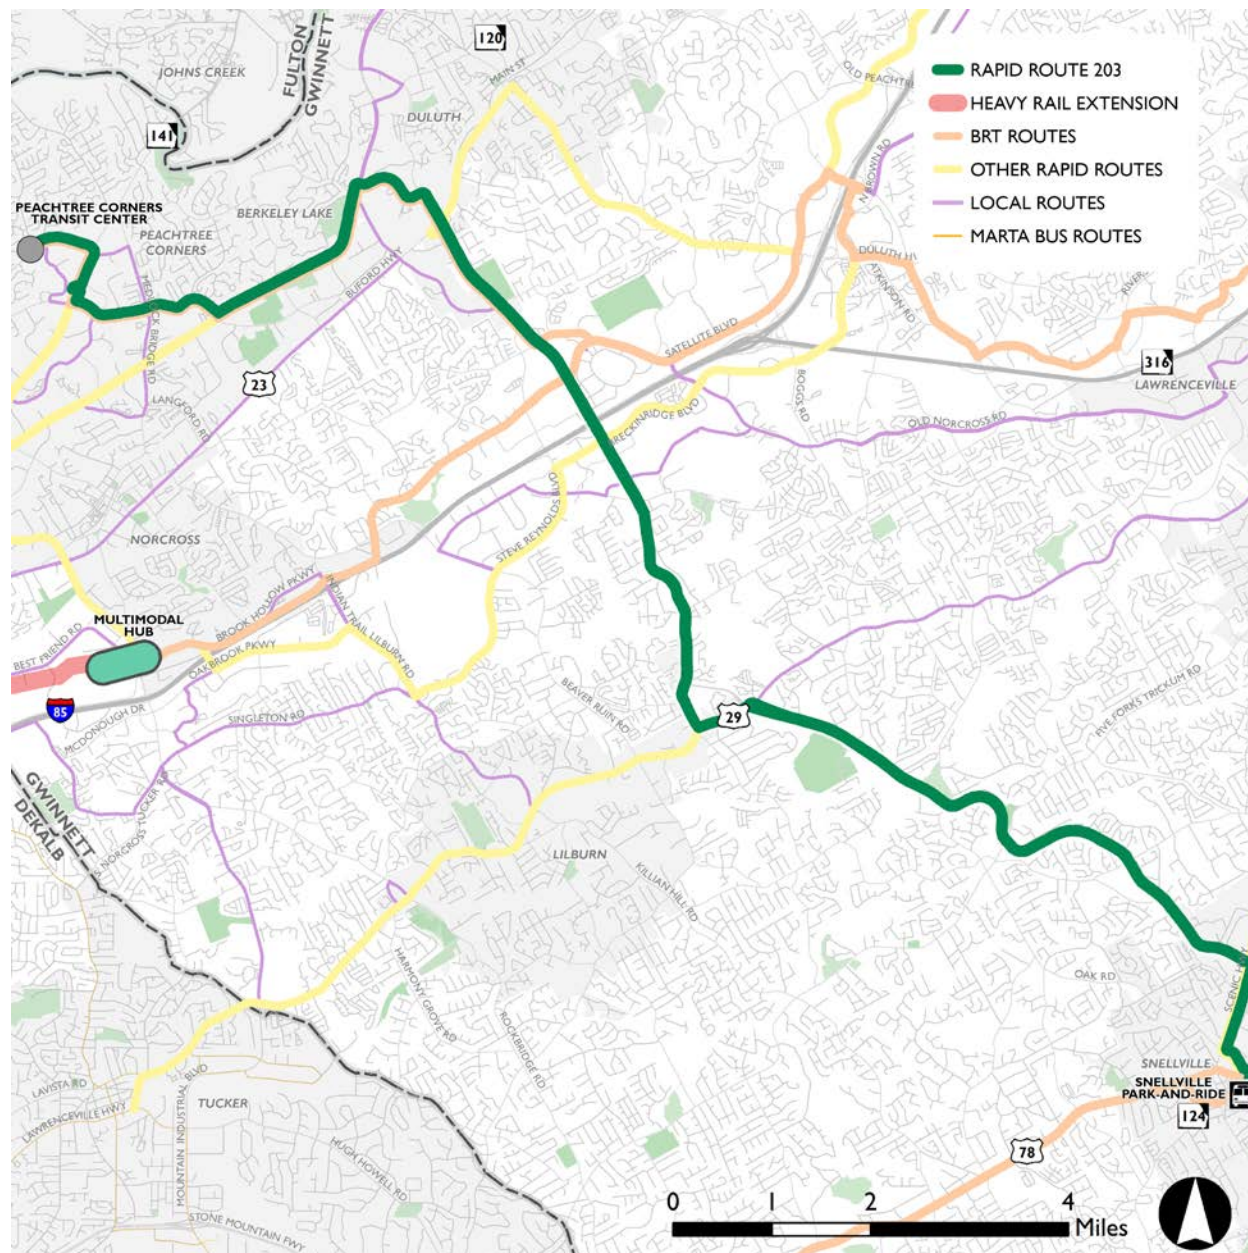 120
FULTON
GWINNETT
JOHNS CREEK
MAIN ST
DULUTH
141
OLD PEACHTRE
N BROWN RD
RAPID ROUTE 203
HEAVY RAIL EXTENSION
BRT ROUTES
OTHER RAPID ROUTES
LOCAL ROUTES
MARTA BUS ROUTES
PEACHTREE CORNERS
TRANSIT CENTER
BERKELEY LAKE
PEACHTREE
CORNERS
BUFORD HWY
DULUTH H
ATKINSON RD
RIVER
MEDLOCK BRIDGE RD
SATELLITE BLVD
316
LAWRENCEVILLE
23
LANGFORD RD
BOGGS RD
BRECKINRIDGE BLVD
OLD NORCROSS RD
STEVE REYNOLDS BLVD
NORCROSS
BROOK HOLLOW PKWY
INDIAN TRAIL LILBURN RD
MULTIMODAL
HUB
BEST FRIEND RD
OAKBROOK PKWY
85
MCDONOUGH DR
SINGLETON RD
BEAVER RUIN RD
29
FIVE FORKS TRICKUM RD
GWINNETT
DEKALB
S NORCROSS TUCKER RD
LILBURN
KILLIAN HILL RD
HARMONY GROVE RD
ROCKBRIDGE RD
OAK RD
SCENIC HWY
SNELLVILLE
SNELLVILLE
PARK-AND-RIDE
124
LAVISTA RD
LAWRENCEVILLE HWY
MOUNTAIN INDUSTRIAL BLVD
TUCKER
HUGH HOWELL RD
STONE MOUNTAIN FWY
78
0 1 2 4
Miles